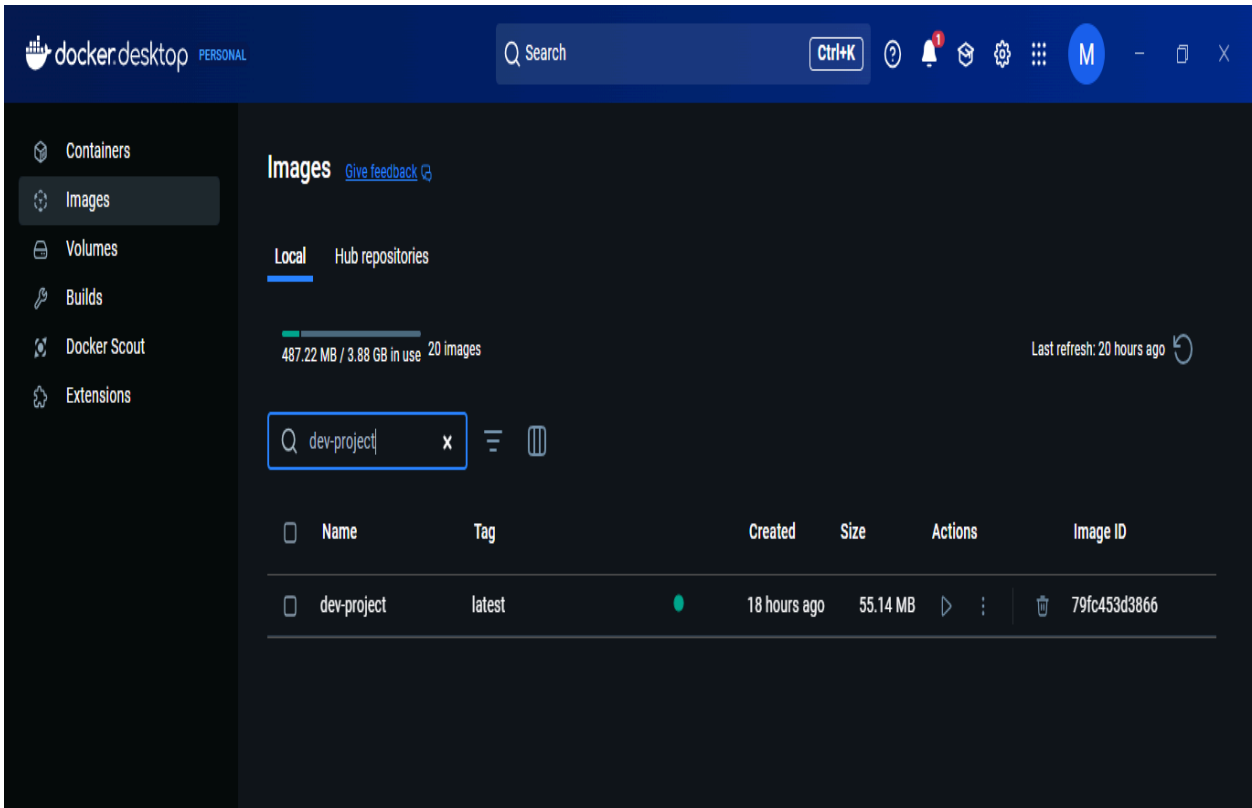 docker.desktop PERSONAL
Search
Ctrl+K
1
M
Containers
Images
Volumes
Builds
Docker Scout
Extensions
Images Give feedback
Local Hub repositories
487.22 MB / 3.88 GB in use 20 images
Last refresh: 20 hours ago
dev-project
Name Tag Created Size Actions Image ID
dev-project latest 18 hours ago 55.14 MB 79fc453d3866